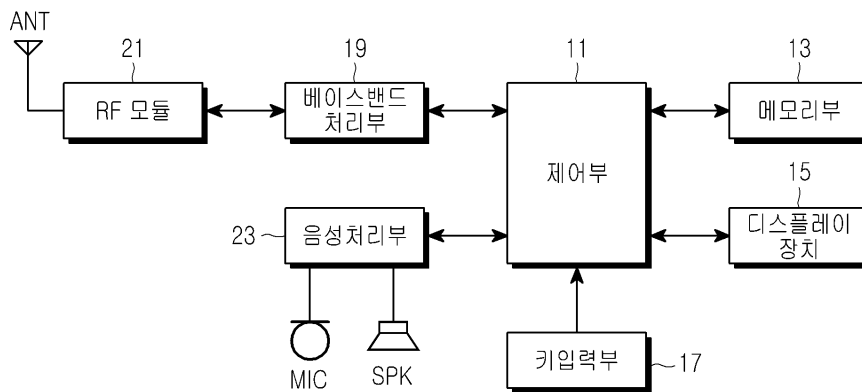 ANT
21
19
11
13
RF 모듈
베이스밴드
처리부
제어부
메모리부
15
23
음성처리부
디스플레이
장치
MIC
SPK
키입력부
17